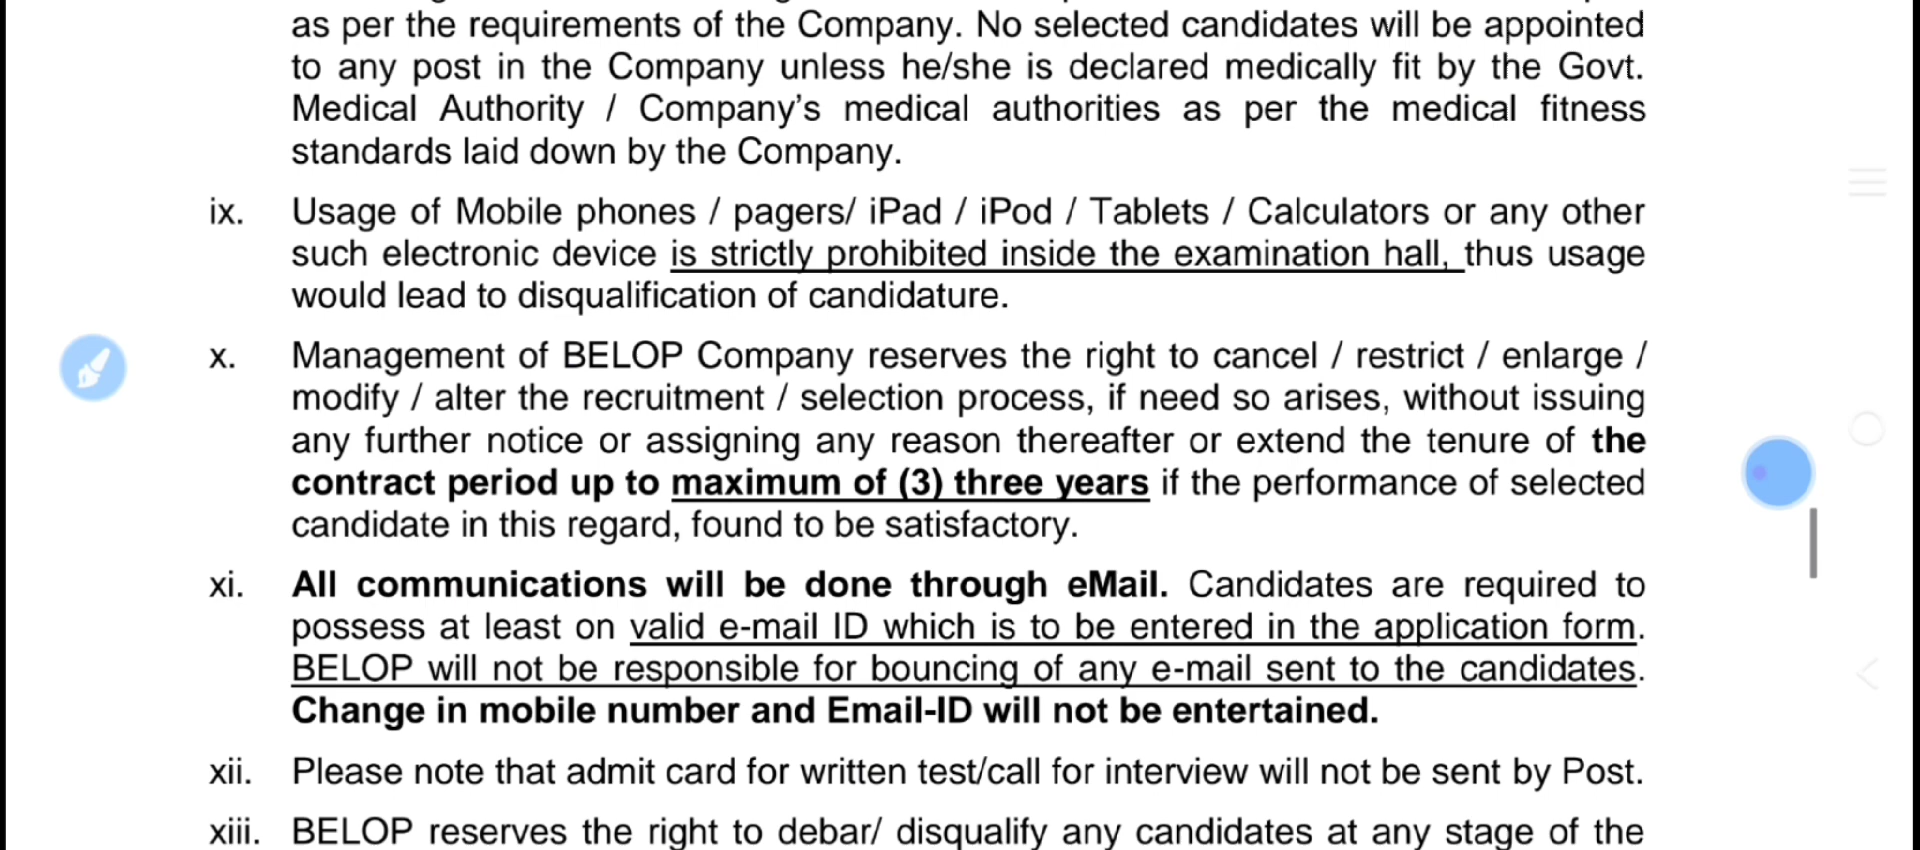 as per the requirements of the Company. No selected candidates will be appointed
to any post in the Company unless he/she is declared medically fit by the Govt.
Medical Authority / Company's medical authorities as per the medical fitness
standards laid down by the Company.
ix. Usage of Mobile phones / pagers/ iPad / iPod / Tablets / Calculators or any other
such electronic device is strictly prohibited inside the examination hall, thus usage
would lead to disqualification of candidature.
x. Management of BELOP Company reserves the right to cancel / restrict / enlarge /
modify / alter the recruitment / selection process, if need so arises, without issuing
any further notice or assigning any reason thereafter or extend the tenure of the
contract period up to maximum of (3) three years if the performance of selected
candidate in this regard, found to be satisfactory.
xi. All communications will be done through eMail. Candidates are required to
possess at least on valid e-mail ID which is to be entered in the application form.
BELOP will not be responsible for bouncing of any e-mail sent to the candidates.
Change in mobile number and Email-ID will not be entertained.
xii. Please note that admit card for written test/call for interview will not be sent by Post.
xiii. BELOP reserves the right to debar/ disqualify any candidates at any stage of the